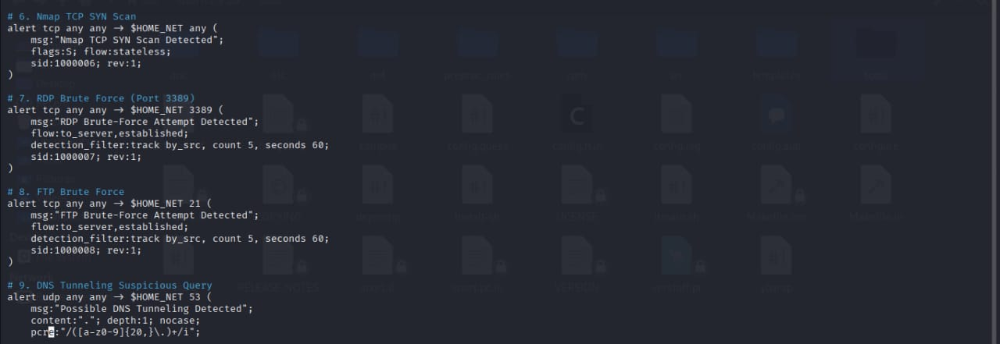 # 6. Nmap TCP SYN Scan
alert tcp any any → $HOME_NET any (
    msg:"Nmap TCP SYN Scan Detected";
    flags:S; flow:stateless;
    sid:1000006; rev:1;
)
# 7. RDP Brute Force (Port 3389)
alert tcp any any → $HOME_NET 3389 (
    msg:"RDP Brute-Force Attempt Detected";
    flow:to_server,established;
    detection_filter:track by_src, count 5, seconds 60;
    sid:1000007; rev:1;
)
# 8. FTP Brute Force
alert tcp any any → $HOME_NET 21 (
    msg:"FTP Brute-Force Attempt Detected";
    flow:to_server,established;
    detection_filter:track by_src, count 5, seconds 60;
    sid:1000008; rev:1;
)
# 9. DNS Tunneling Suspicious Query
alert udp any any → $HOME_NET 53 (
    msg:"Possible DNS Tunneling Detected";
    content:"."; depth:1; nocase;
    pcre:"/([a-z0-9]{20,}\.)+/i";